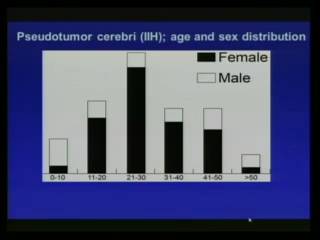 Pseudotumor cerebri (IIH); age and sex distribution
Female
Male
0-10 11-20 21-30 31-40 41-50 >50